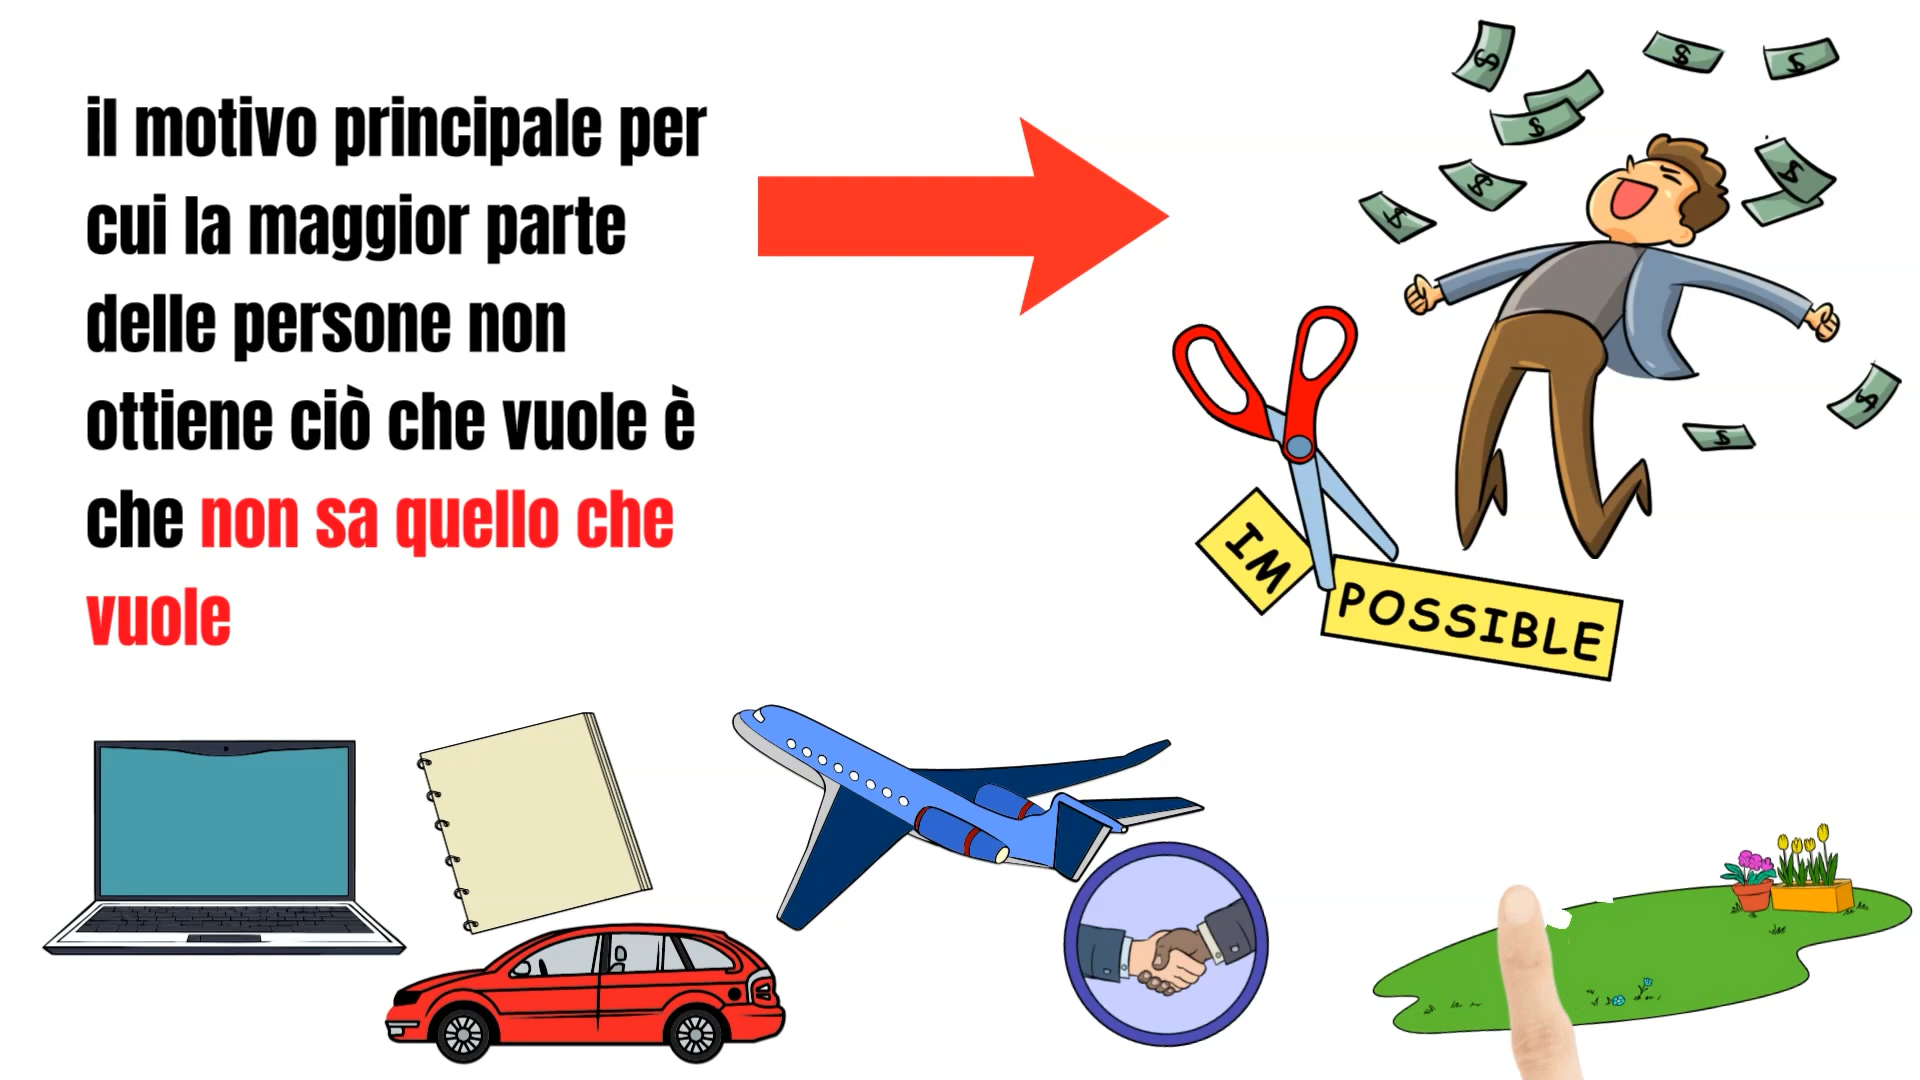 il motivo principale per
cui la maggior parte
delle persone non
ottiene ciò che vuole è
che non sa quello che
vuole
$ $ $
$
$ $
$
$
$
IM
POSSIBLE